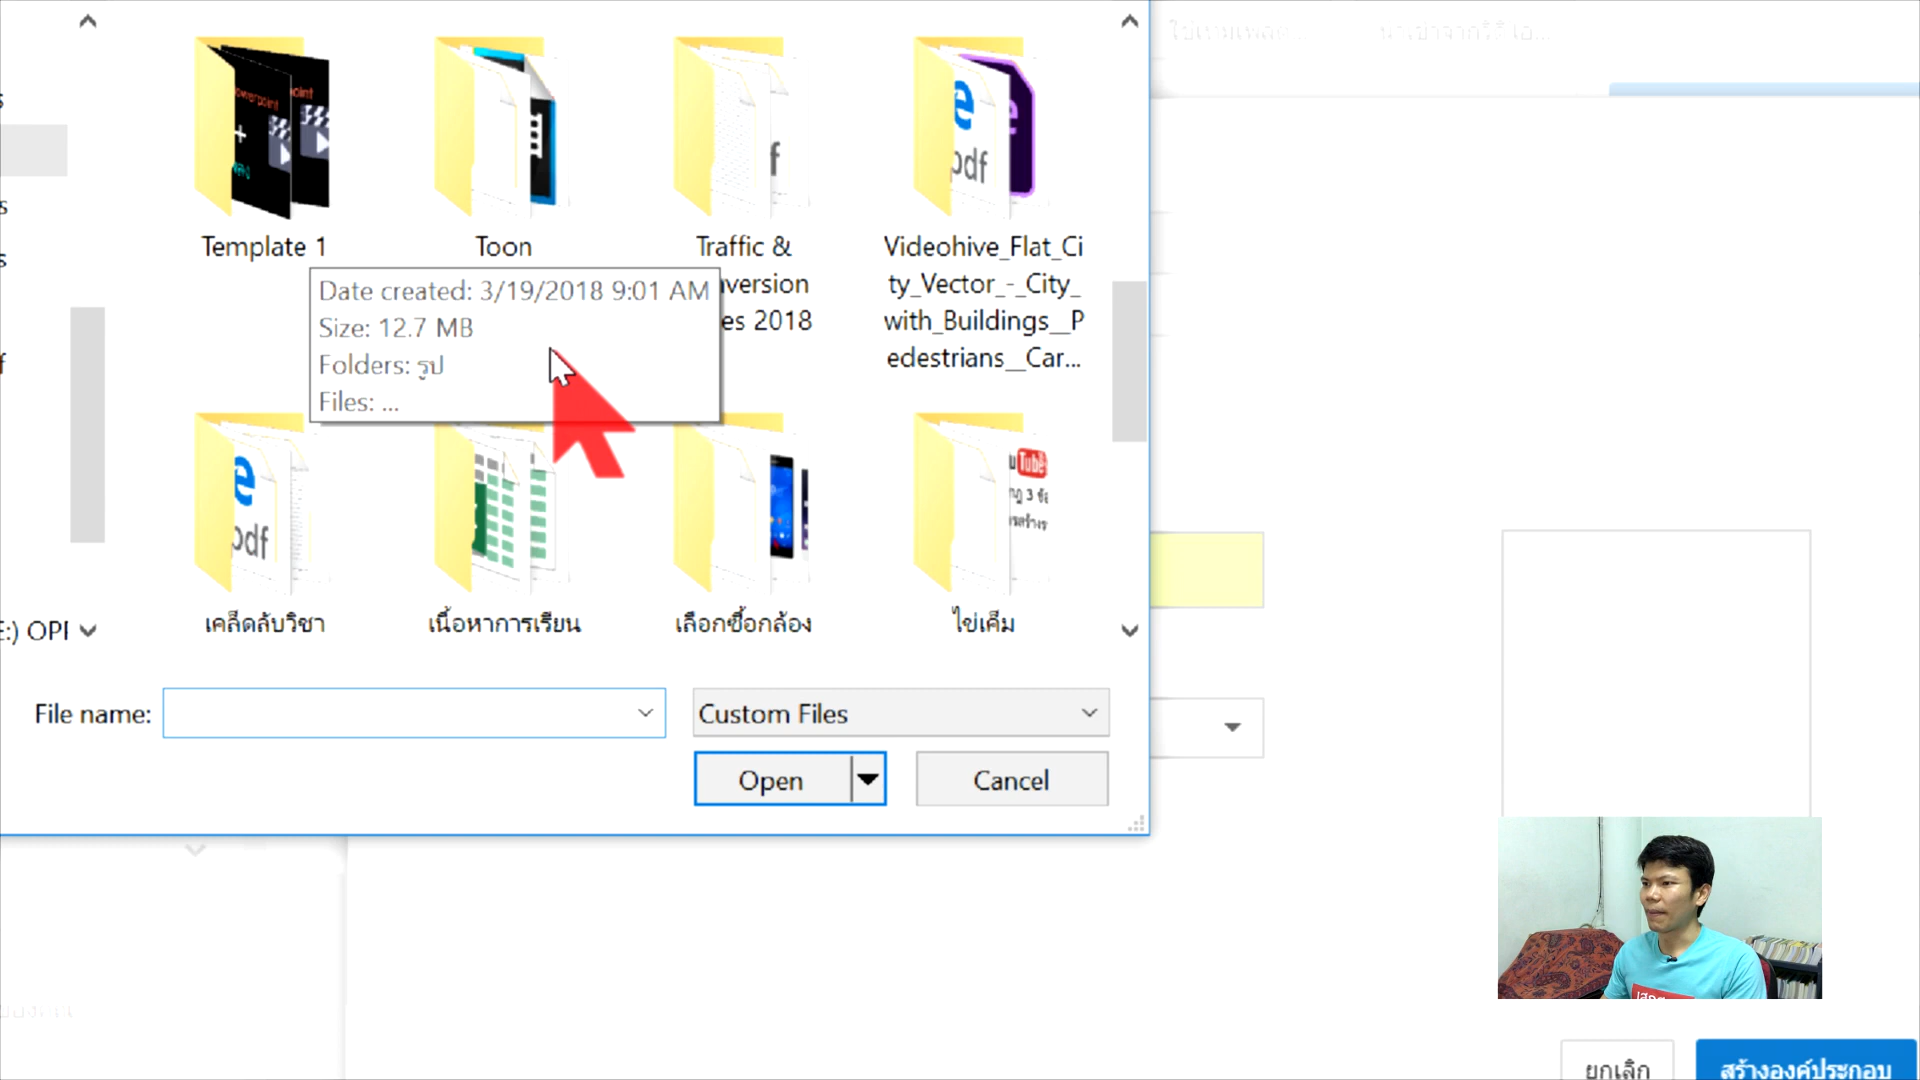 Template 1
Toon
Traffic &
Videohive_Flat_Ci
ty_Vector_-_City_
with_Buildings__P
edestrians__Car...
es 2018
Date created: 3/19/2018 9:01 AM
Size: 12.7 MB
Folders: รูป
Files: ...
pdf
pdf
Tube
เคล็ดลับวิชา
เนื้อหาการเรียน
เลือกซื้อกล้อง
ไข่เค็ม
E:) OPI
File name:
Custom Files
Open
Cancel
ยกเลิก
สร้างองค์ประกอบ